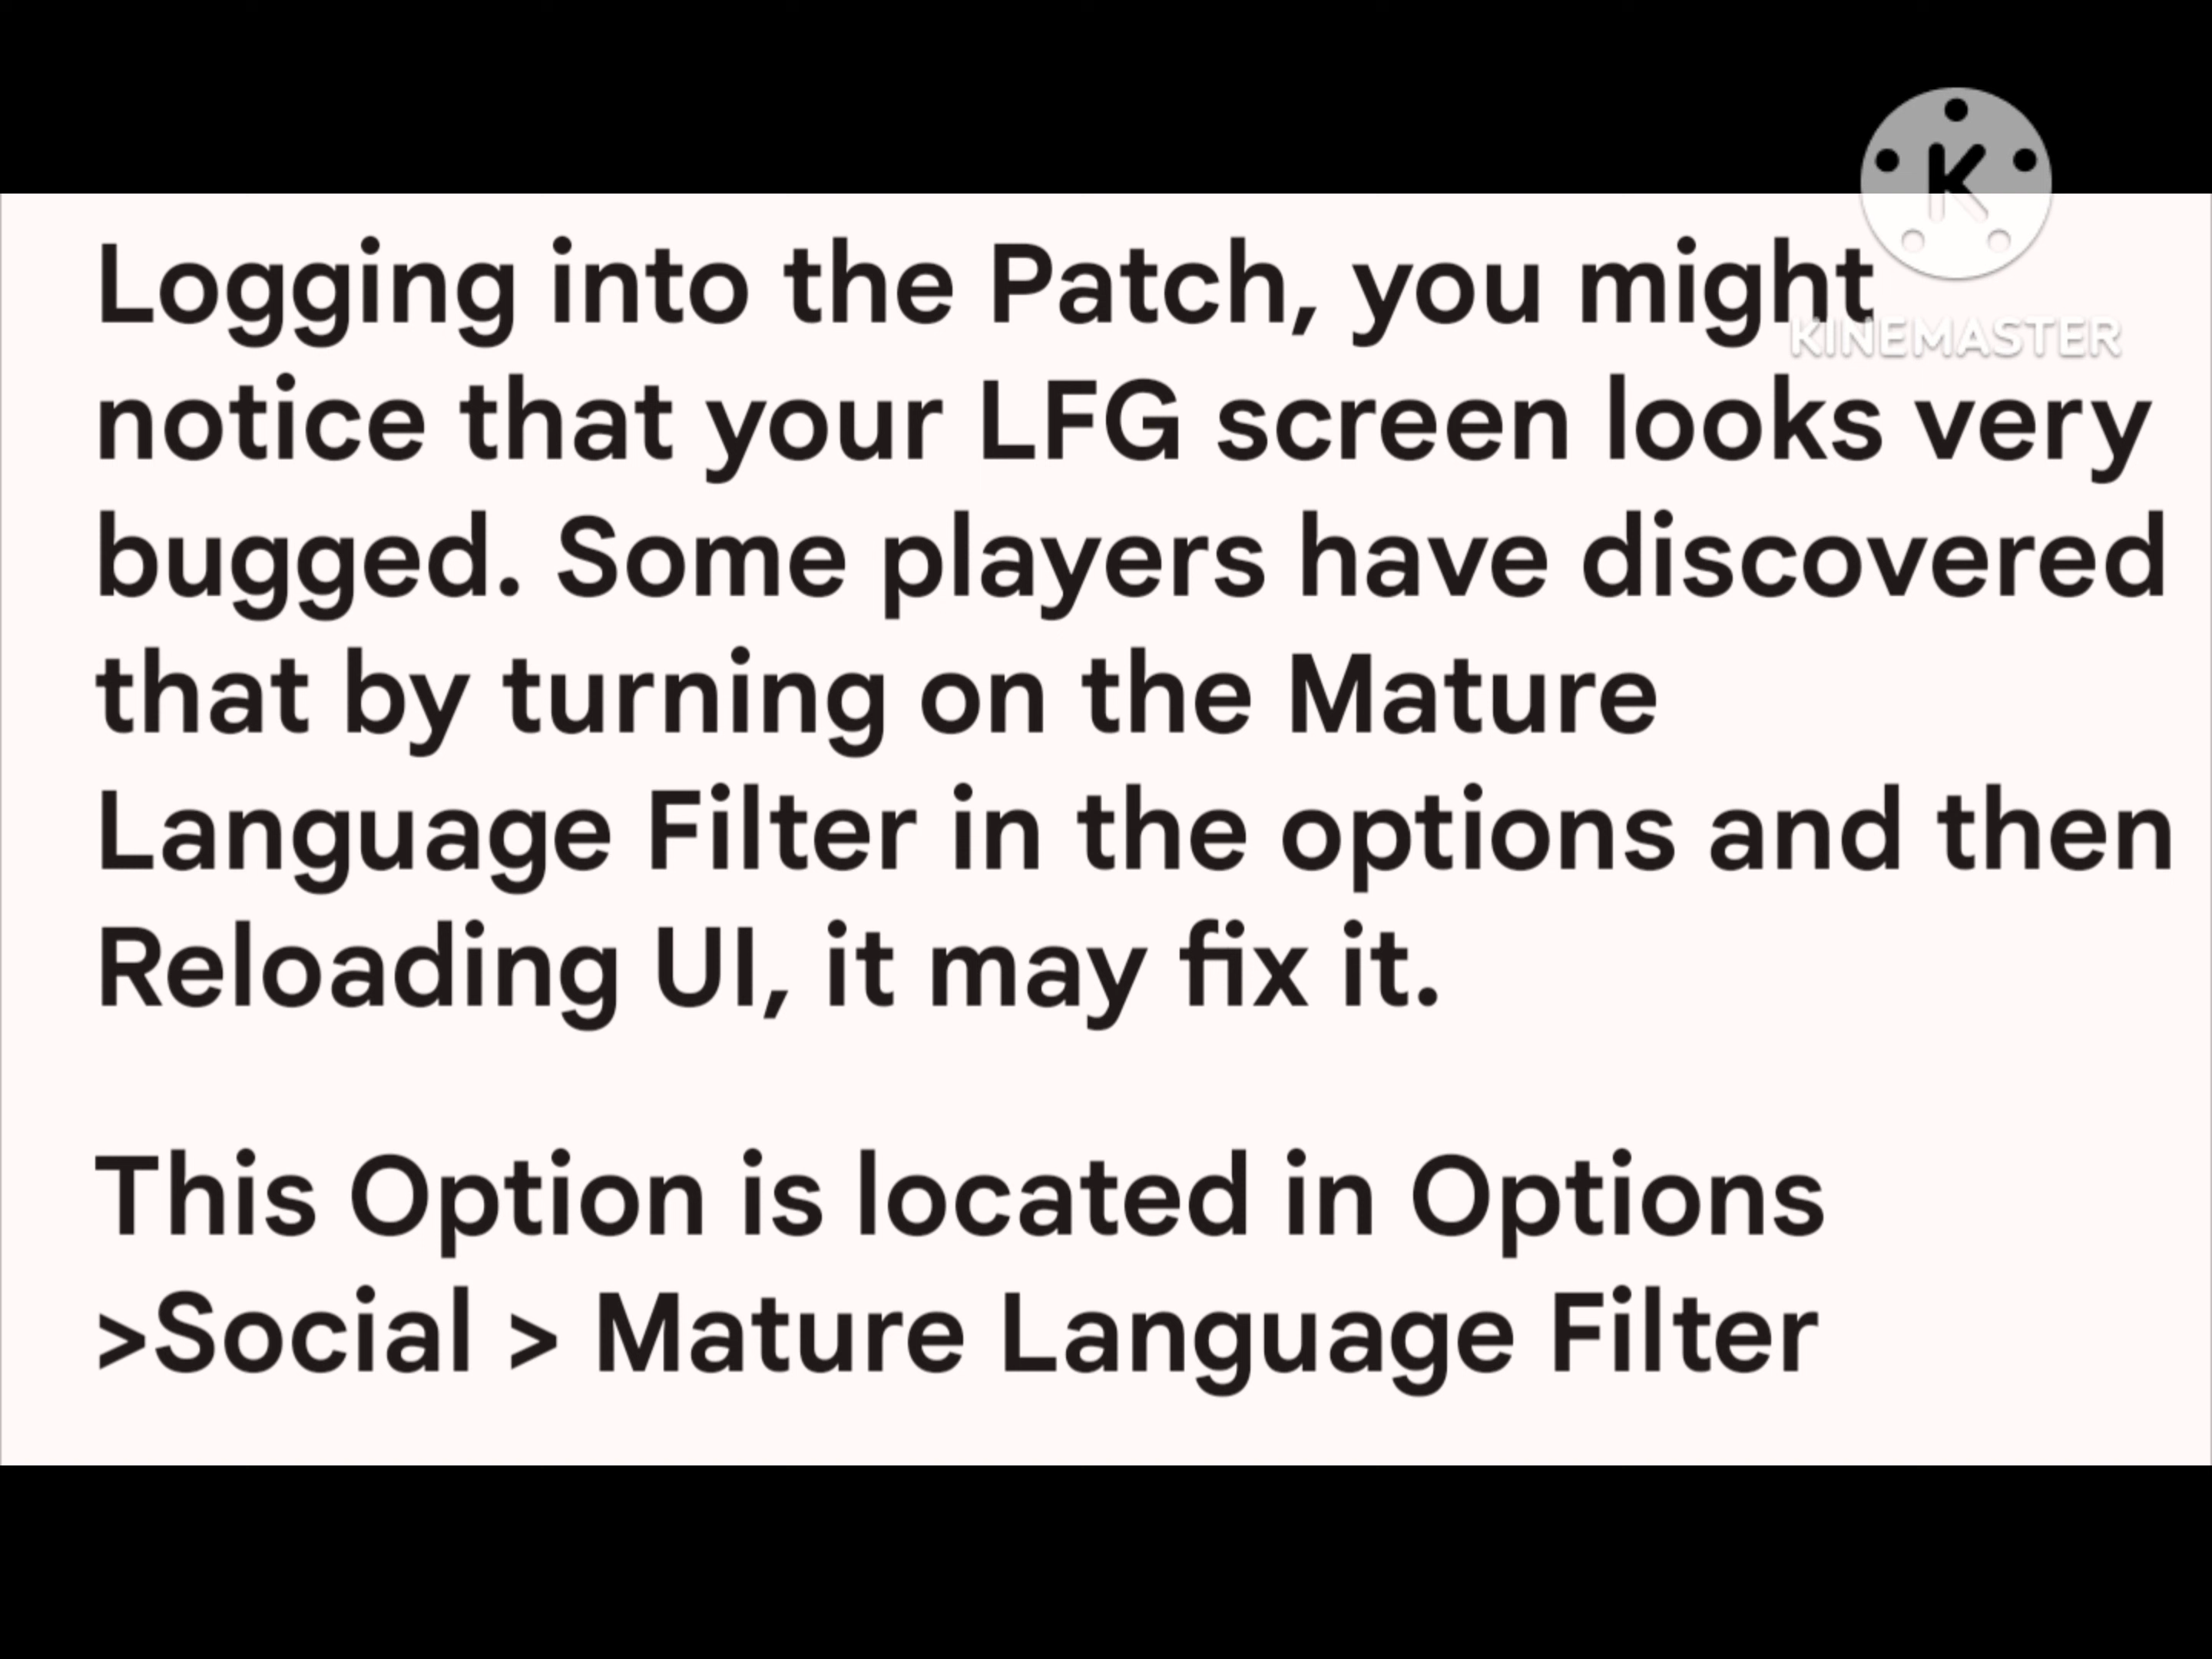 Logging into the Patch, you might
KINEMASTER
notice that your LFG screen looks very
bugged. Some players have discovered
that by turning on the Mature
Language Filter in the options and then
Reloading UI, it may fix it.
This Option is located in Options
>Social > Mature Language Filter